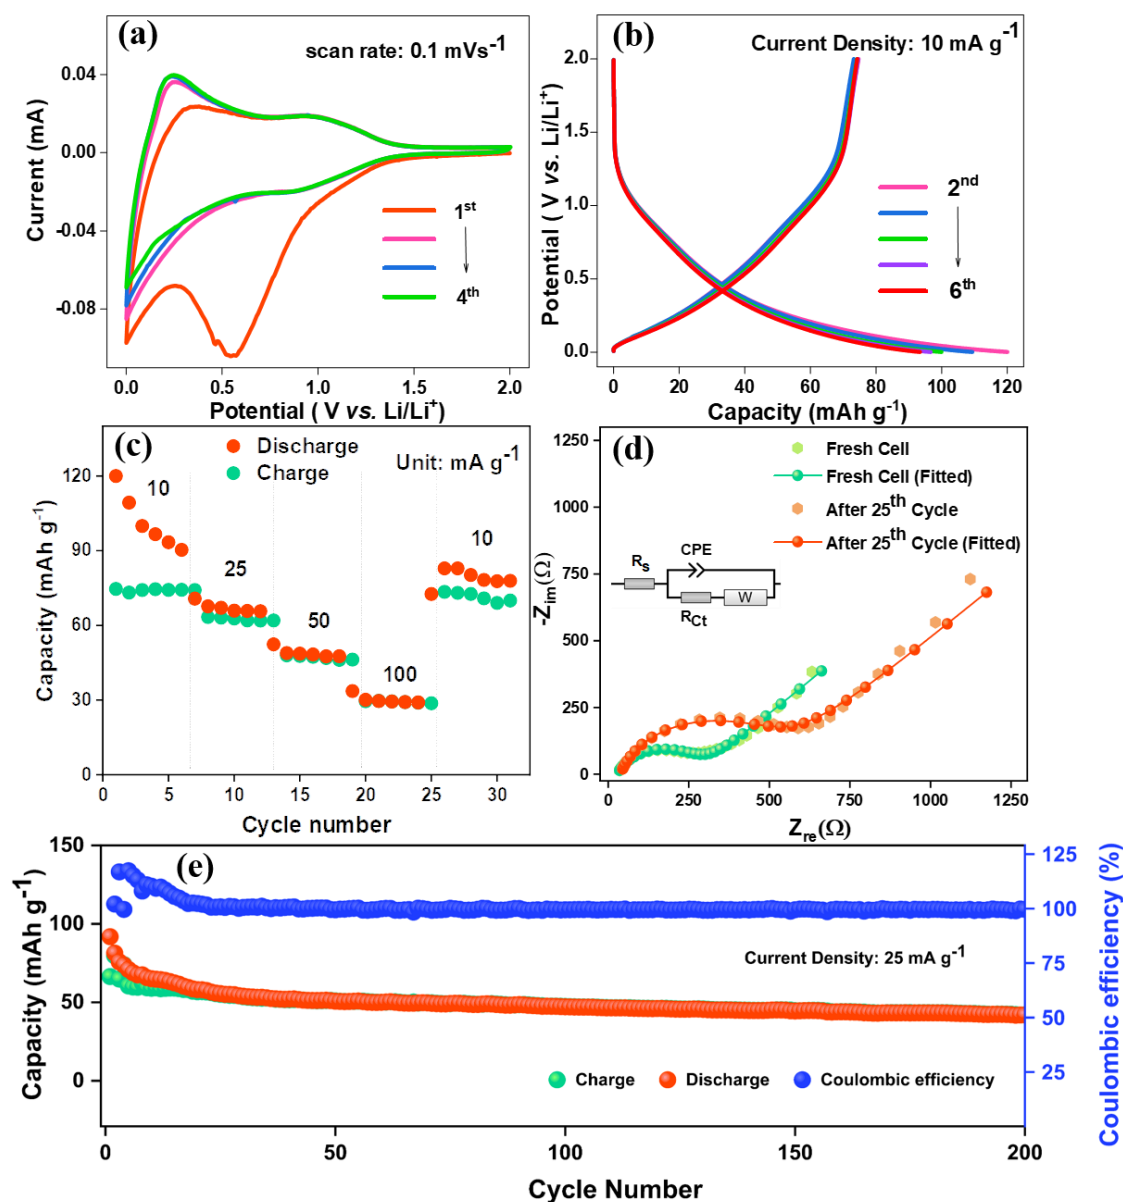 (a)
scan rate: 0.1 mVs-1
Current (mA)
0.04
0.00
-0.04
-0.08
1st
4th
0.0
0.5
1.0
1.5
2.0
Potential ( V vs. Li/Li+)
(b)
Current Density: 10 mA g-1
Potential ( V vs. Li/Li+)
2.0
1.5
1.0
0.5
0.0
2nd
6th
0
20
40
60
80
100
120
Capacity (mAh g-1)
(c)
Discharge
Charge
Unit: mA g-1
Capacity (mAh g-1)
120
90
60
30
0
10
25
50
100
10
0
5
10
15
20
25
30
Cycle number
(d)
Fresh Cell
Fresh Cell (Fitted)
After 25th Cycle
After 25th Cycle (Fitted)
-Zim(Ω)
1250
1000
750
500
250
0
Rs
CPE
RCt
W
0
250
500
750
1000
1250
Zre(Ω)
(e)
Capacity (mAh g-1)
150
100
50
0
Coulombic efficiency (%)
125
100
75
50
25
Current Density: 25 mA g-1
Charge
Discharge
Coulombic efficiency
0
50
100
150
200
Cycle Number